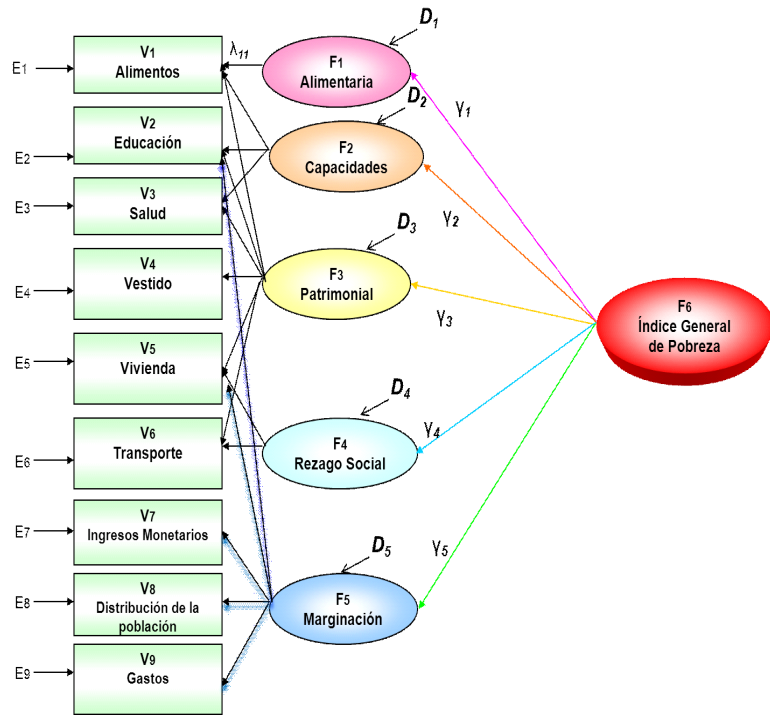 E1
V1
Alimentos
λ11
F1
Alimentaria
D1
γ1
E2
V2
Educación
F2
Capacidades
D2
γ2
E3
V3
Salud
E4
V4
Vestido
F3
Patrimonial
D3
γ3
F6
Índice General
de Pobreza
E5
V5
Vivienda
E6
V6
Transporte
F4
Rezago Social
D4
γ4
E7
V7
Ingresos Monetarios
E8
V8
Distribución de la
población
F5
Marginación
D5
γ5
E9
V9
Gastos